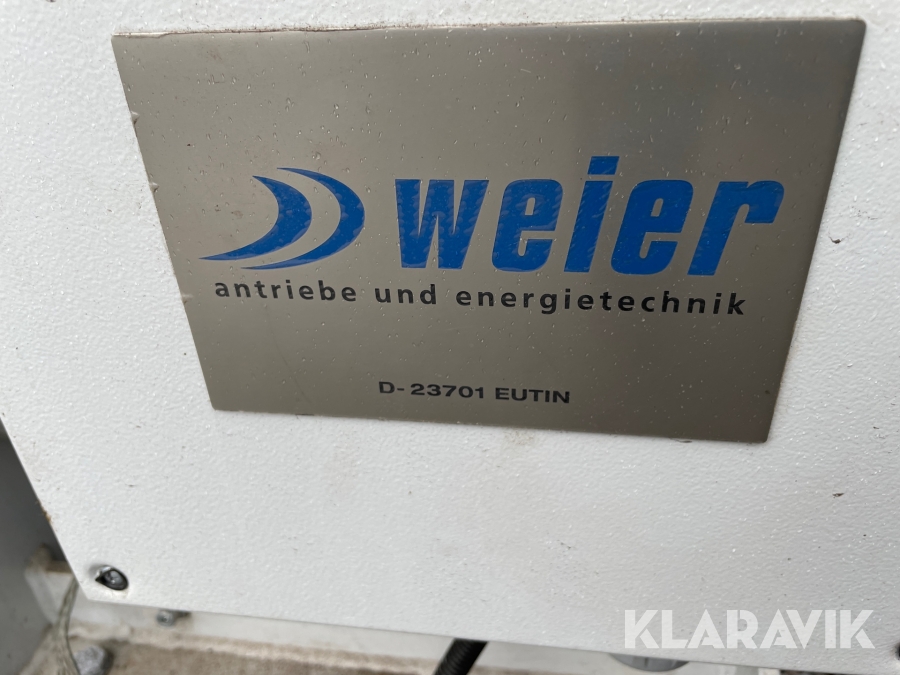 weier
antriebe und energietechnik
D-23701 EUTIN
KLARAVIK